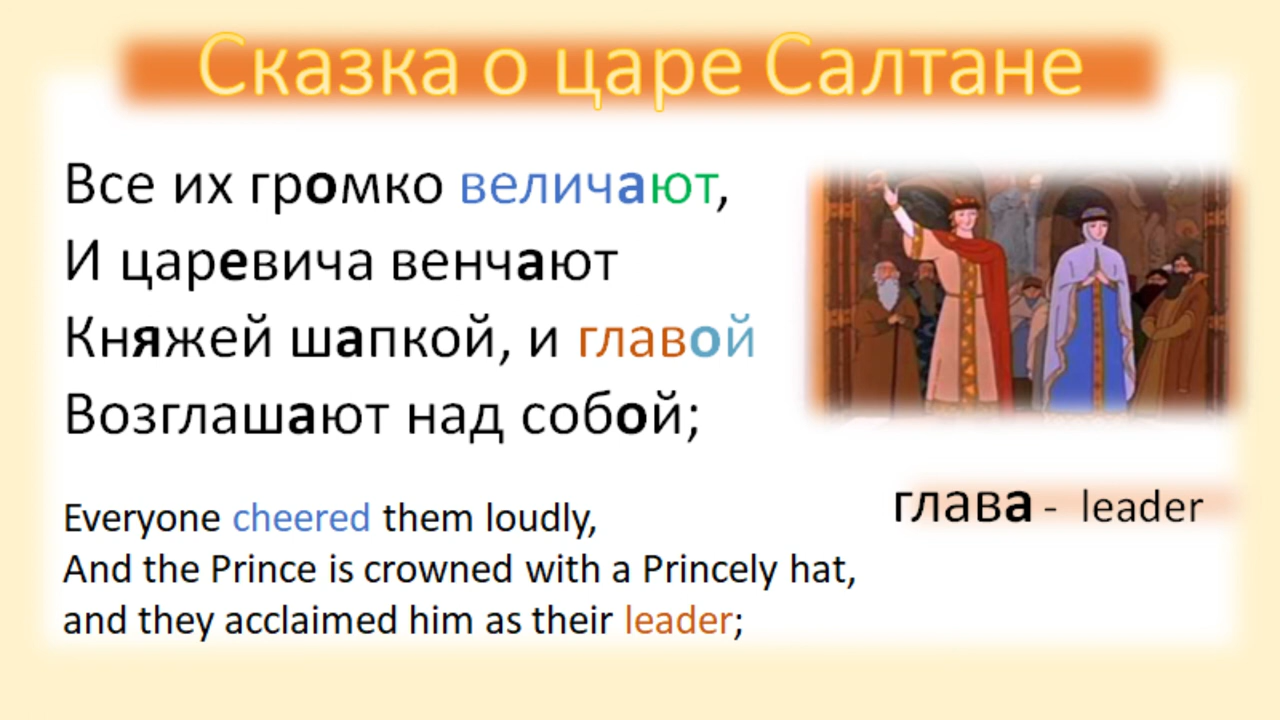 Сказка о царе Салтане
Все их громко величают,
И царевича венчают
Княжей шапкой, и главой
Возглашают над собой;
Everyone cheered them loudly,
And the Prince is crowned with a Princely hat,
and they acclaimed him as their leader;
глава - leader